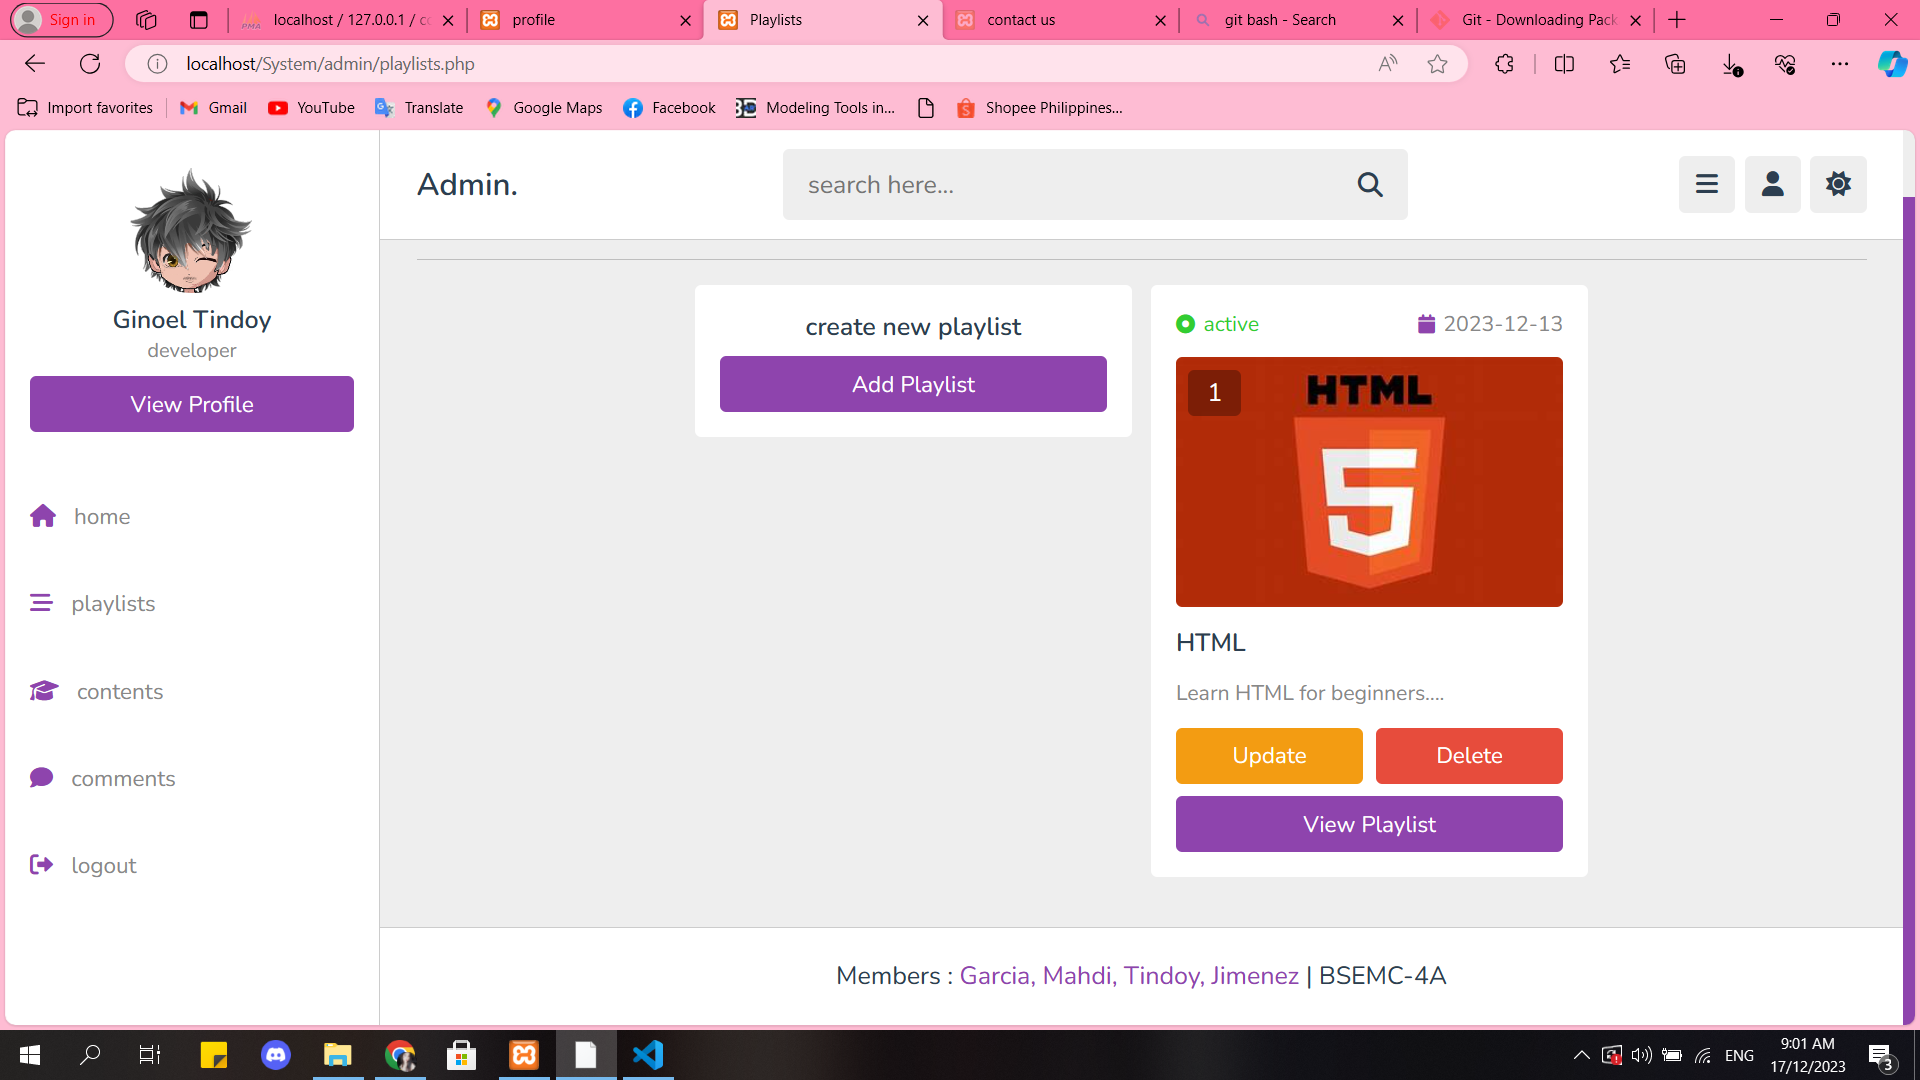 Sign in
localhost / 127.0.0.1 / cc
profile
Playlists
contact us
git bash - Search
Git - Downloading Pack
localhost/System/admin/playlists.php
Import favorites
Gmail
YouTube
Translate
Google Maps
Facebook
Modeling Tools in...
Shopee Philippines...
Admin.
search here...
Ginoel Tindoy
developer
View Profile
home
playlists
contents
comments
logout
create new playlist
Add Playlist
active
2023-12-13
1
HTML
5
HTML
Learn HTML for beginners....
Update
Delete
View Playlist
Members : Garcia, Mahdi, Tindoy, Jimenez | BSEMC-4A
ENG
9:01 AM
17/12/2023
3